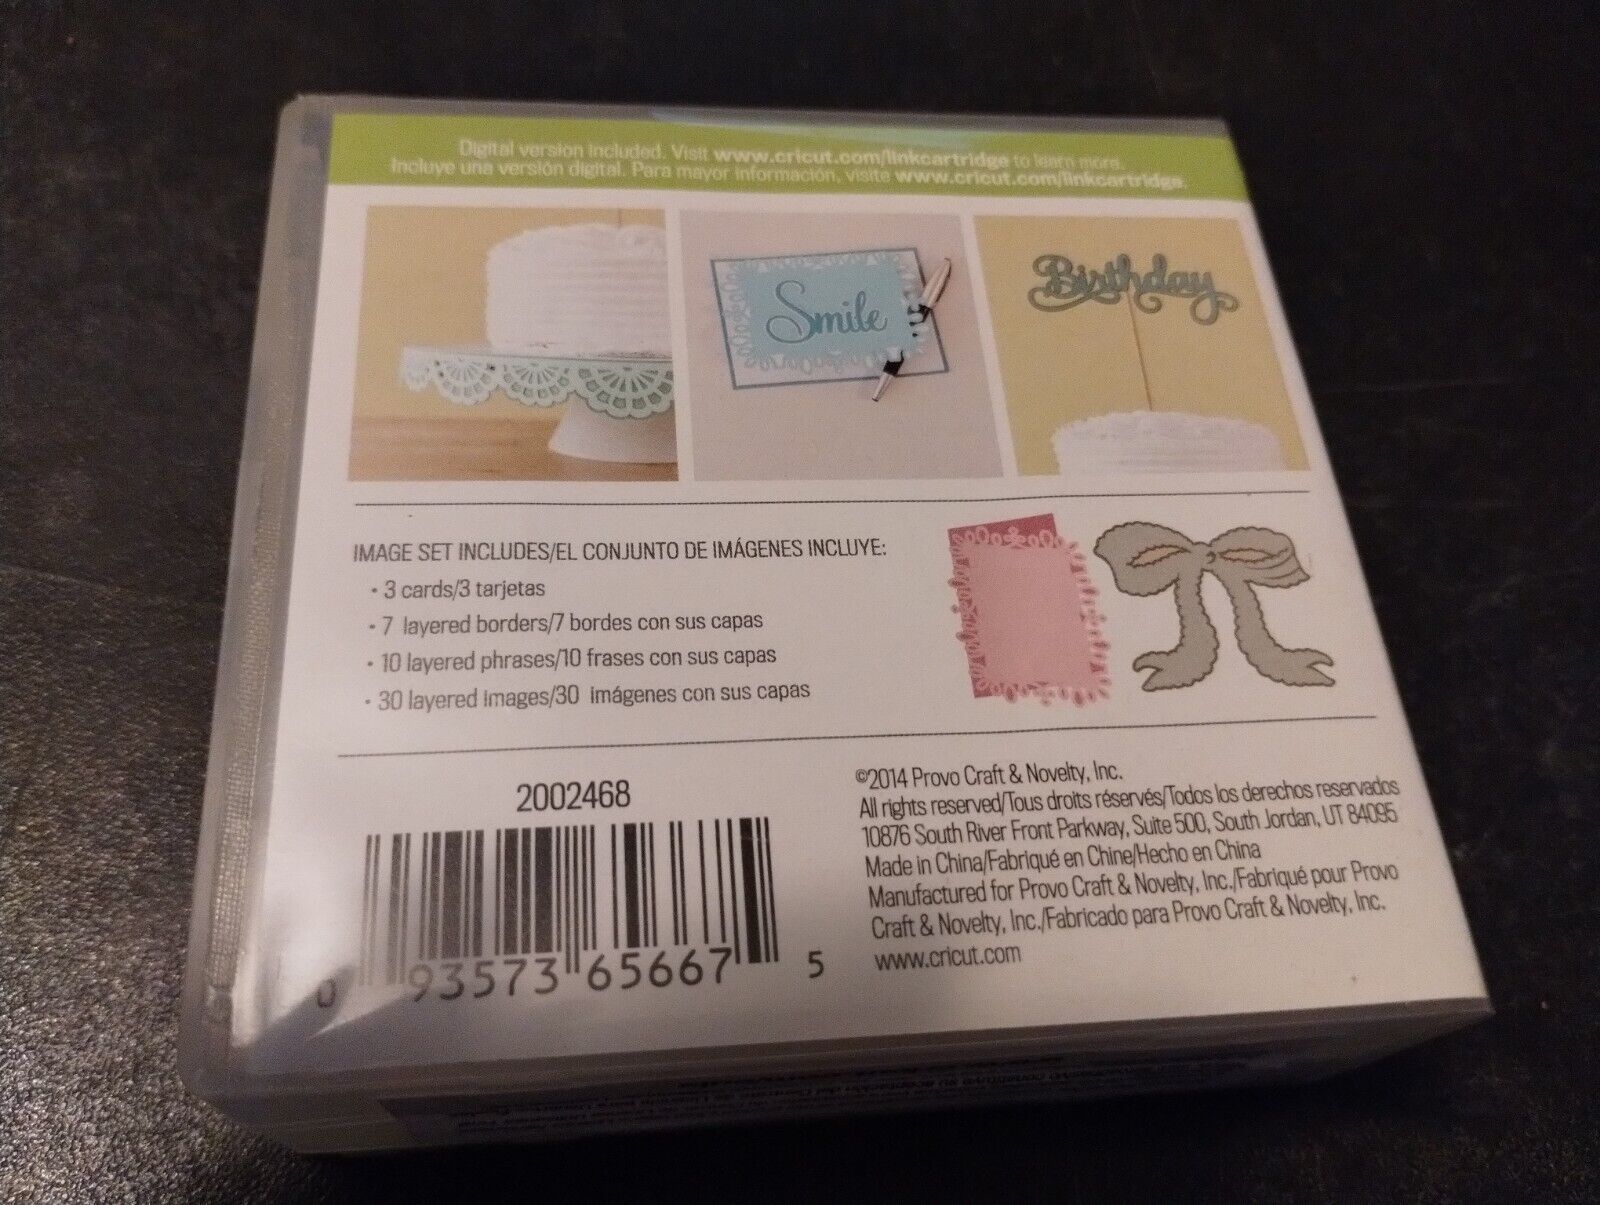 Digital version included. Visit www.cricut.com/linkcartridge to learn more.
Incluye una versión digital. Para mayor información, visite www.cricut.com/linkcartridge.
Smile
Birthday
IMAGE SET INCLUDES/EL CONJUNTO DE IMÁGENES INCLUYE:
• 3 cards/3 tarjetas
• 7 layered borders/7 bordes con sus capas
• 10 layered phrases/10 frases con sus capas
• 30 layered images/30 imágenes con sus capas
2002468
0 93573 65667 5
©2014 Provo Craft & Novelty, Inc.
All rights reserved/Tous droits réservés/Todos los derechos reservados
10876 South River Front Parkway, Suite 500, South Jordan, UT 84095
Made in China/Fabriqué en Chine/Hecho en China
Manufactured for Provo Craft & Novelty, Inc./Fabriqué pour Provo
Craft & Novelty, Inc./Fabricado para Provo Craft & Novelty, Inc.
www.cricut.com